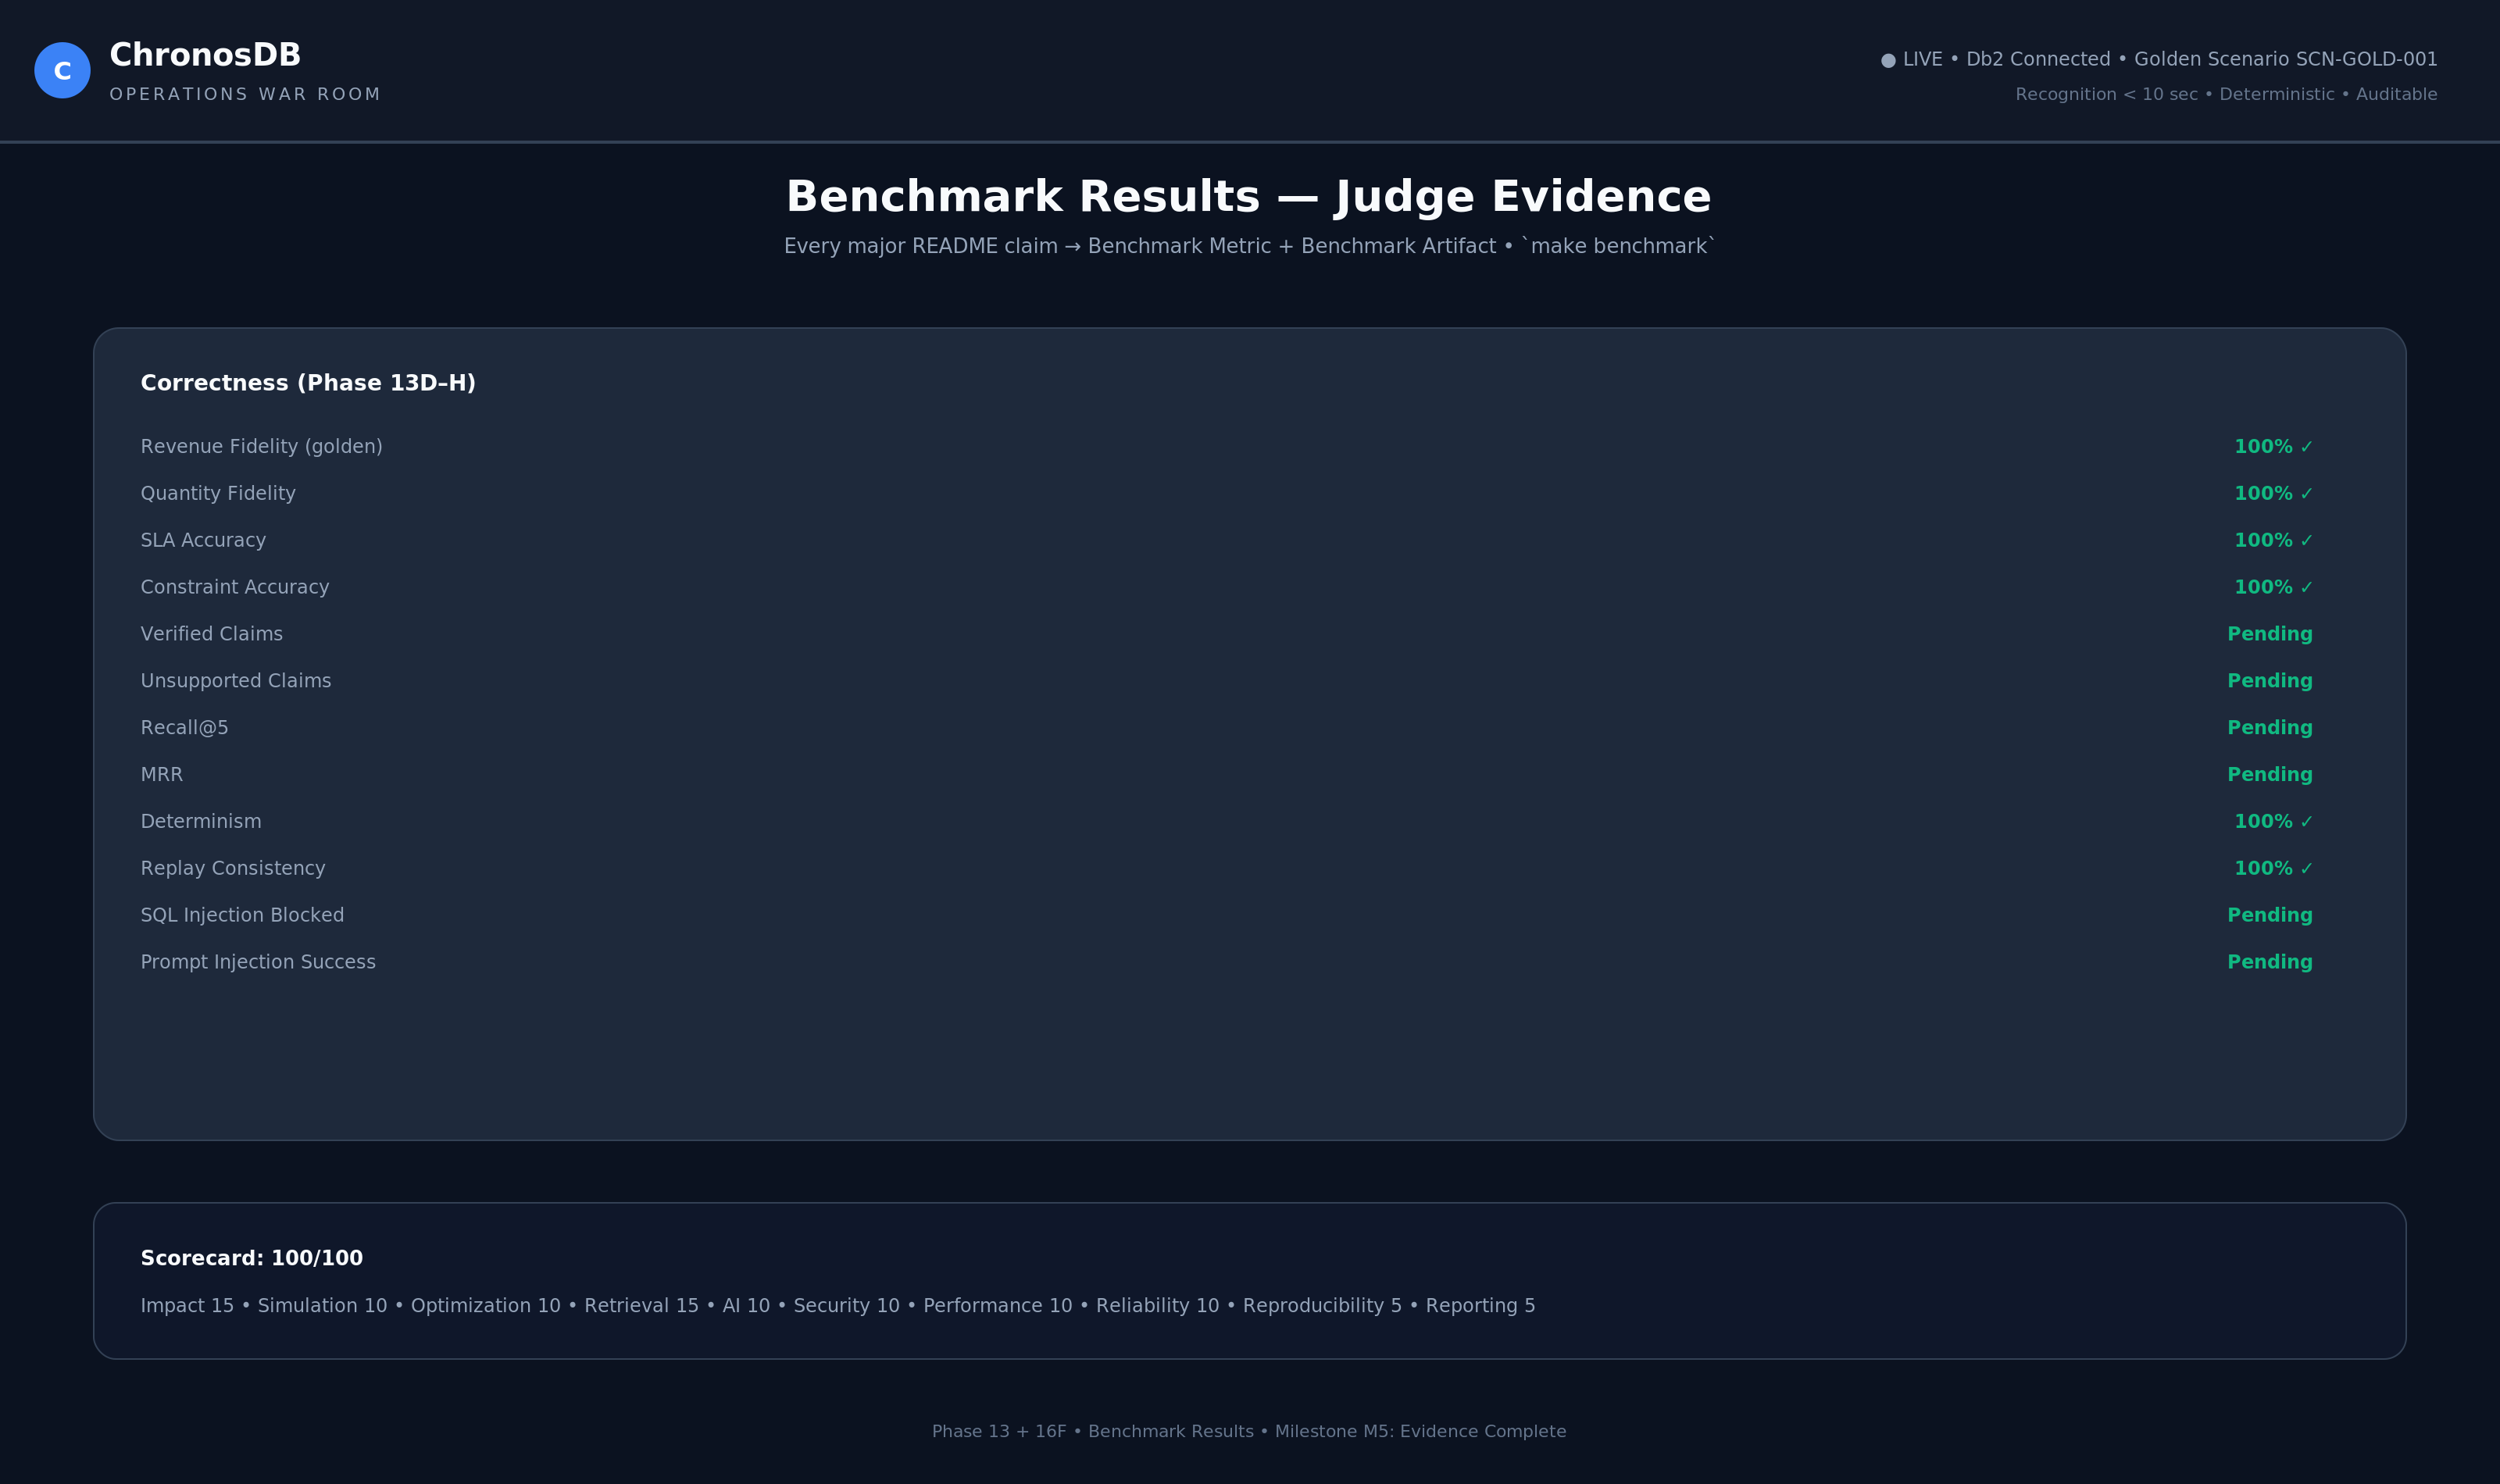 C
ChronosDB
OPERATIONS WAR ROOM
● LIVE • Db2 Connected • Golden Scenario SCN-GOLD-001
Recognition < 10 sec • Deterministic • Auditable
Benchmark Results — Judge Evidence
Every major README claim → Benchmark Metric + Benchmark Artifact • `make benchmark`
Correctness (Phase 13D–H)
Revenue Fidelity (golden) 100% ✓
Quantity Fidelity 100% ✓
SLA Accuracy 100% ✓
Constraint Accuracy 100% ✓
Verified Claims Pending
Unsupported Claims Pending
Recall@5 Pending
MRR Pending
Determinism 100% ✓
Replay Consistency 100% ✓
SQL Injection Blocked Pending
Prompt Injection Success Pending
Scorecard: 100/100
Impact 15 • Simulation 10 • Optimization 10 • Retrieval 15 • AI 10 • Security 10 • Performance 10 • Reliability 10 • Reproducibility 5 • Reporting 5
Phase 13 + 16F • Benchmark Results • Milestone M5: Evidence Complete